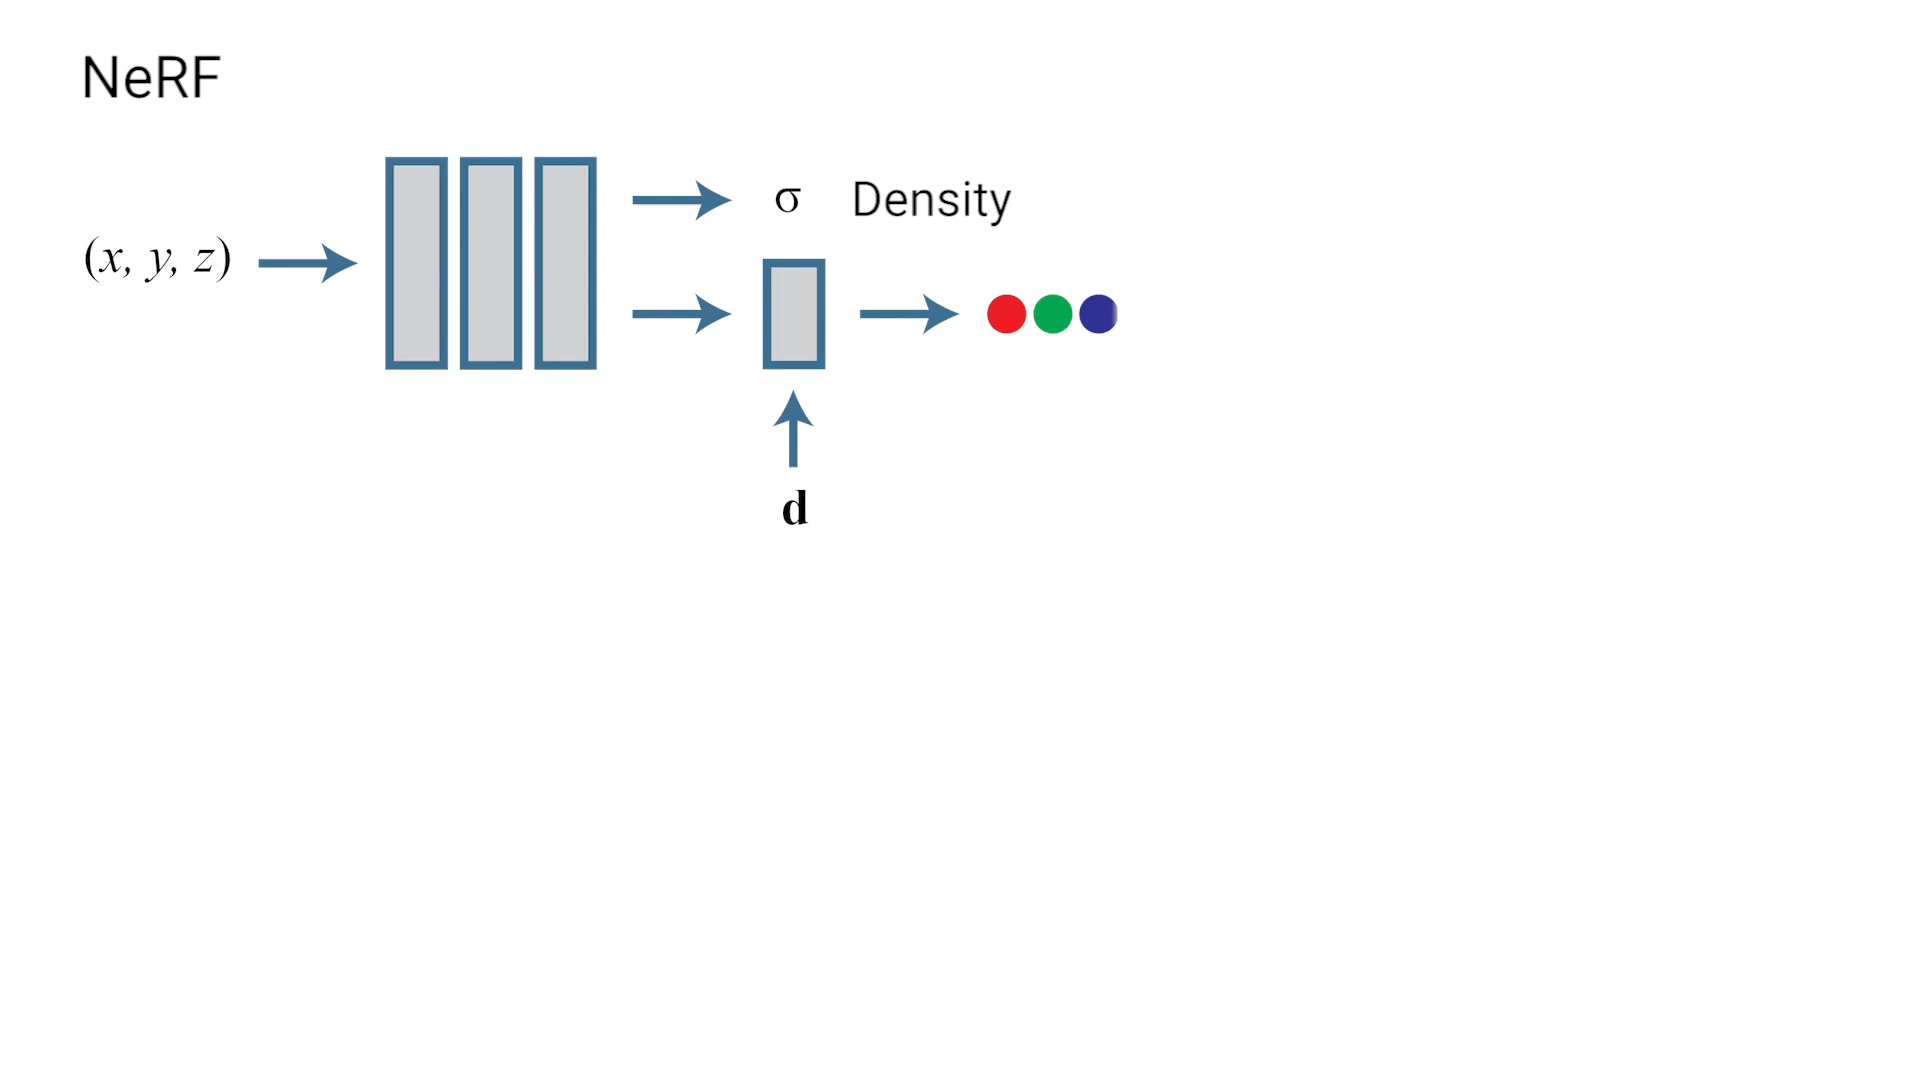 NeRF
σ Density
(x, y, z)
d